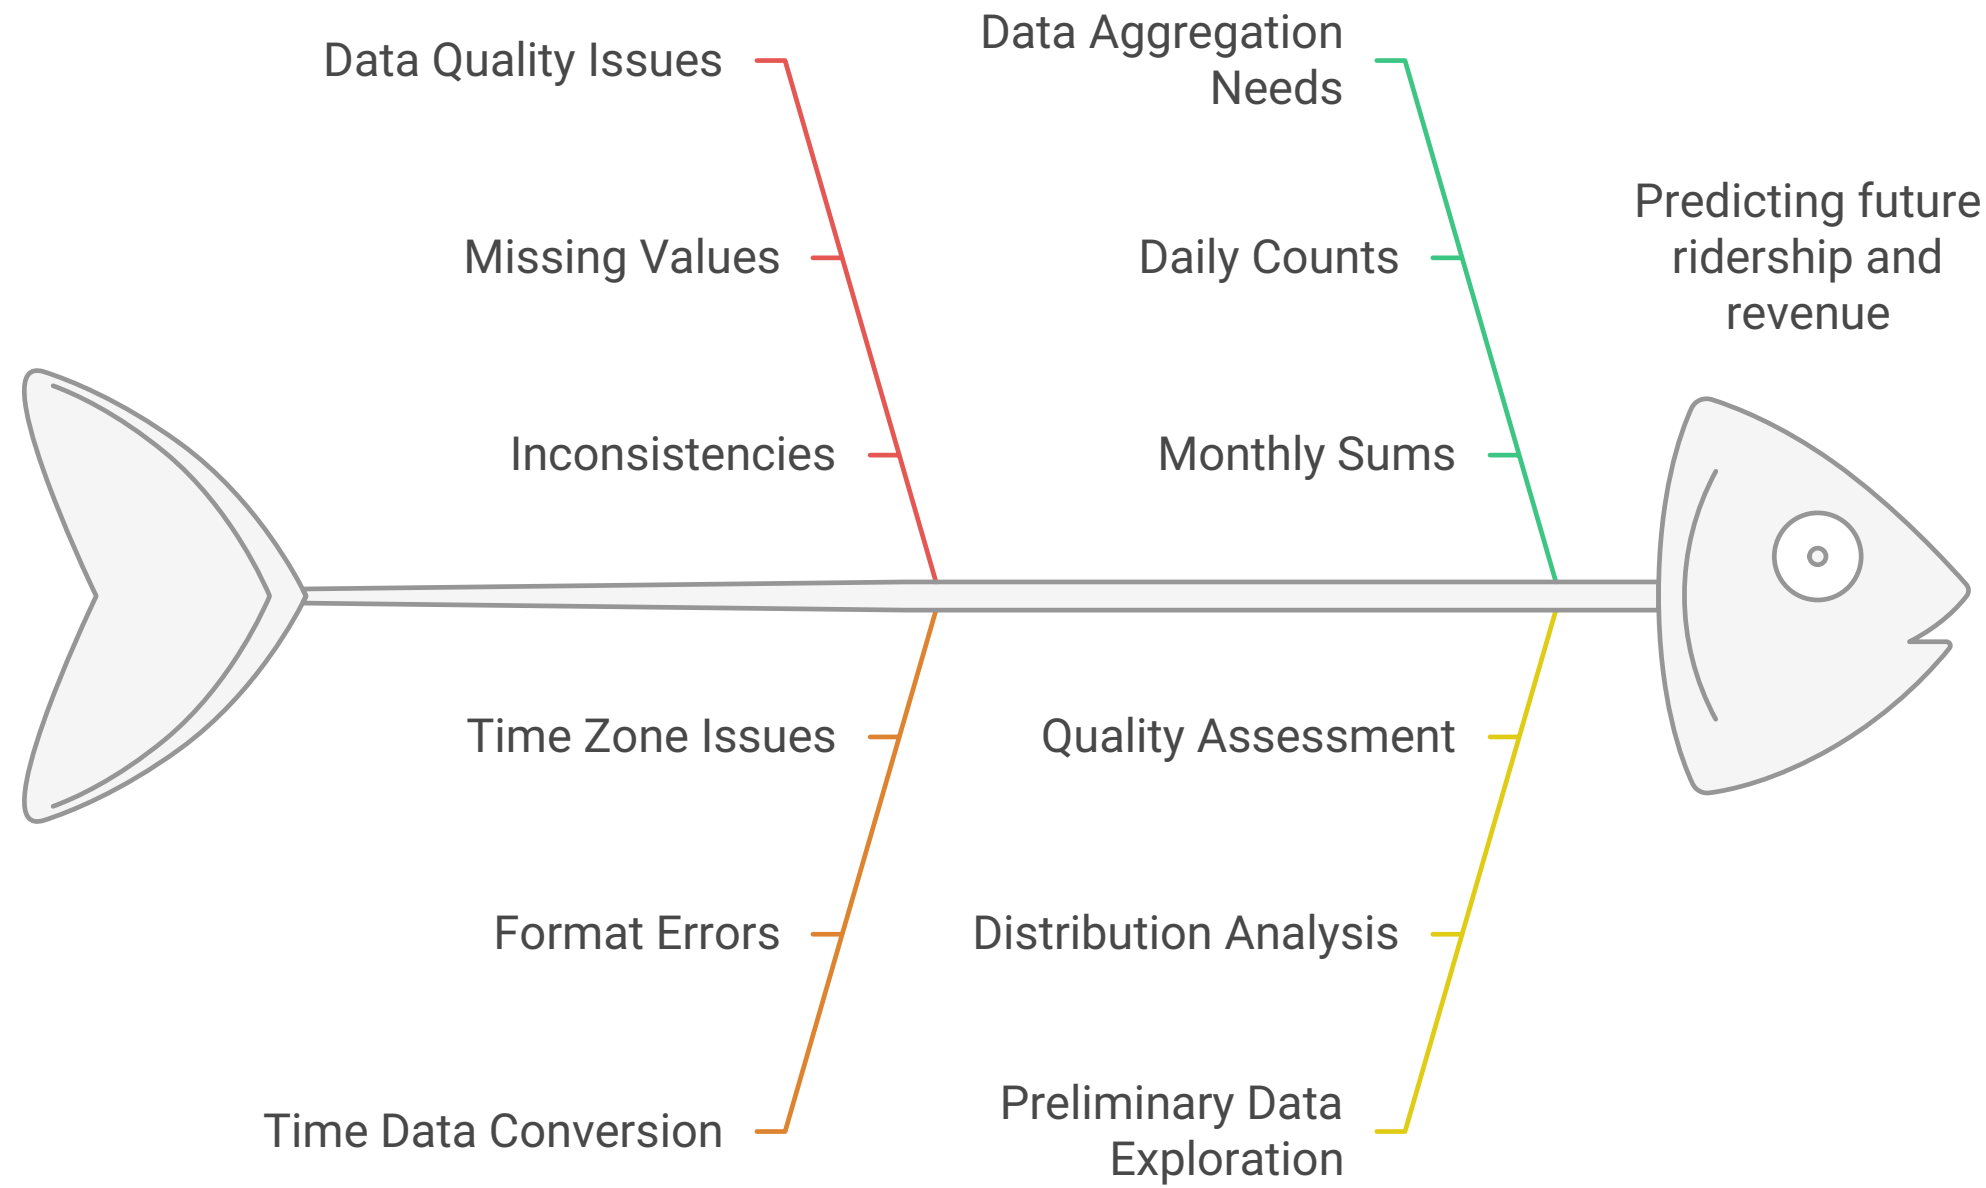 Data Quality Issues
Missing Values
Inconsistencies
Data Aggregation
Needs
Daily Counts
Monthly Sums
Predicting future
ridership and
revenue
Time Zone Issues
Format Errors
Time Data Conversion
Quality Assessment
Distribution Analysis
Preliminary Data
Exploration